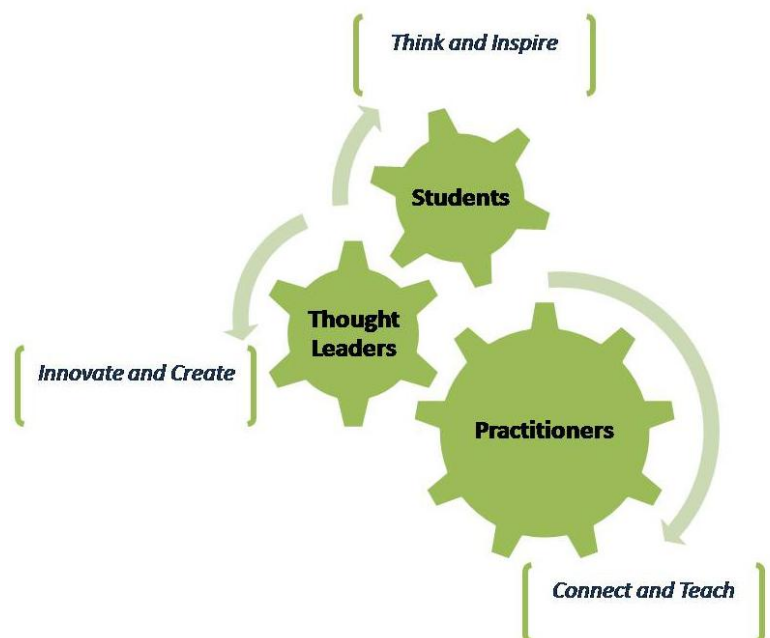 Think and Inspire
Students
Thought
Leaders
Innovate and Create
Practitioners
Connect and Teach